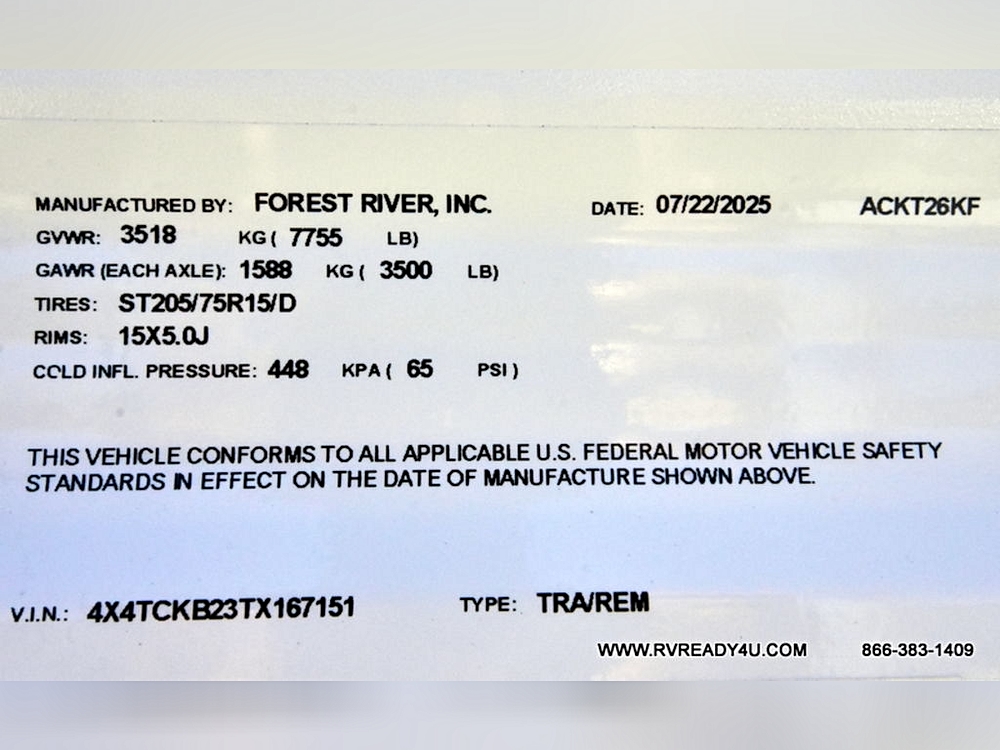 MANUFACTURED BY: FOREST RIVER, INC. DATE: 07/22/2025 ACKT26KF
GVWR: 3518 KG ( 7755 LB)
GAWR (EACH AXLE): 1588 KG ( 3500 LB)
TIRES: ST205/75R15/D
RIMS: 15X5.0J
COLD INFL. PRESSURE: 448 KPA ( 65 PSI )
THIS VEHICLE CONFORMS TO ALL APPLICABLE U.S. FEDERAL MOTOR VEHICLE SAFETY
STANDARDS IN EFFECT ON THE DATE OF MANUFACTURE SHOWN ABOVE.
V.I.N.: 4X4TCKB23TX167151 TYPE: TRA/REM
WWW.RVREADY4U.COM 866-383-1409